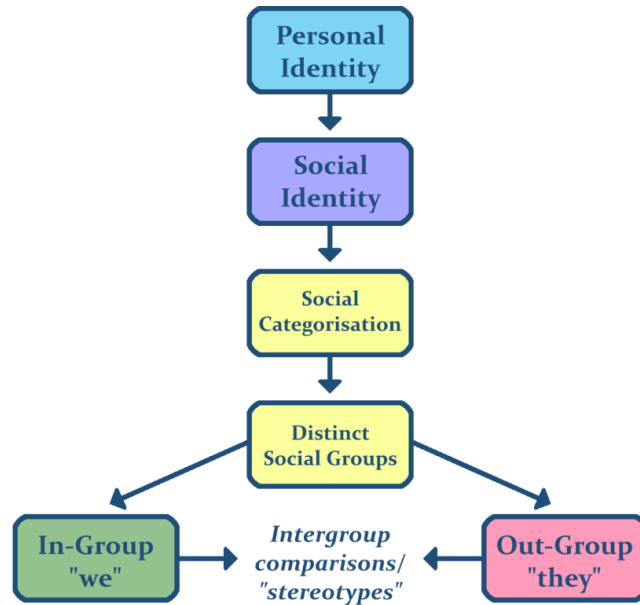 Personal
Identity
Social
Identity
Social
Categorisation
Distinct
Social Groups
In-Group
"we"
Intergroup
comparisons/
"stereotypes"
Out-Group
"they"